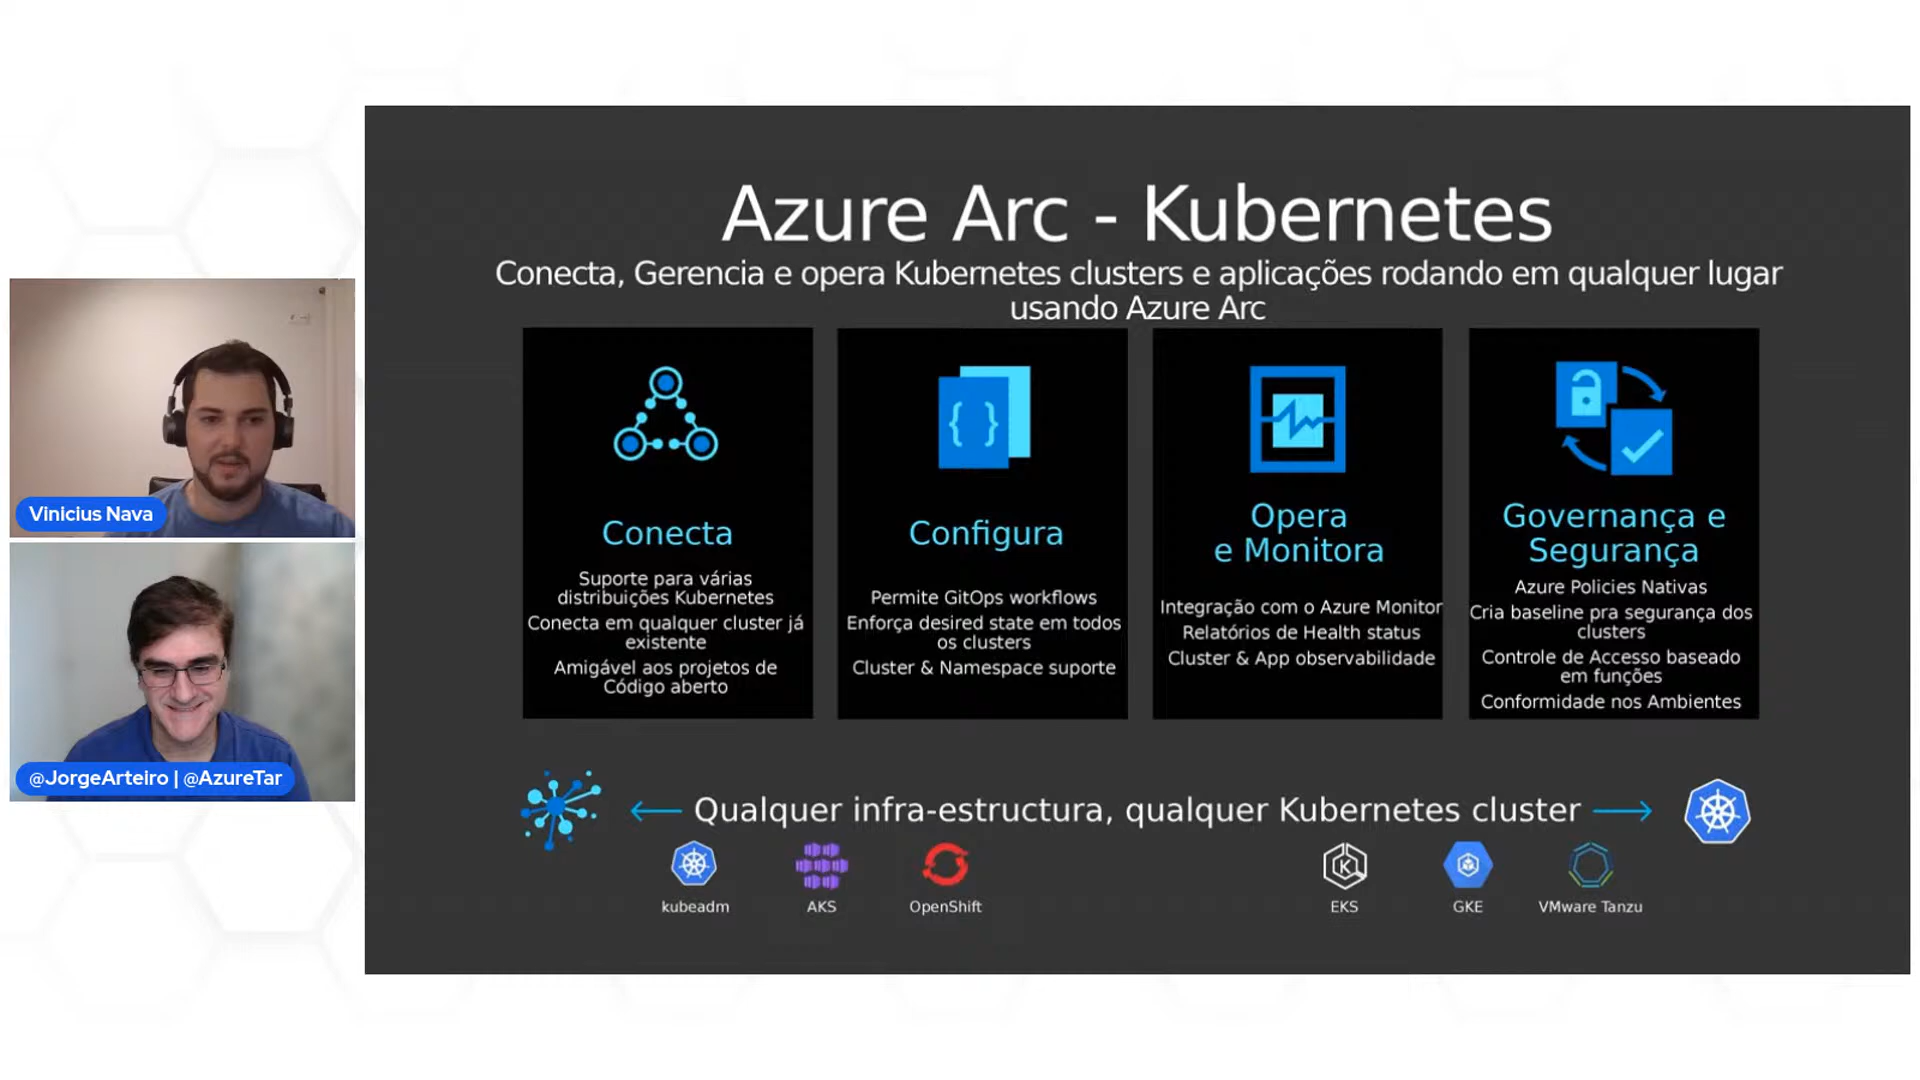 Azure Arc - Kubernetes
Conecta, Gerencia e opera Kubernetes clusters e aplicações rodando em qualquer lugar
usando Azure Arc
Conecta
Suporte para várias
distribuições Kubernetes
Conecta em qualquer cluster já
existente
Amigável aos projetos de
Código aberto
Configura
Permite GitOps workflows
Enforça desired state em todos
os clusters
Cluster & Namespace suporte
Opera
e Monitora
Integração com o Azure Monitor
Relatórios de Health status
Cluster & App observabilidade
Governança e
Segurança
Azure Policies Nativas
Cria baseline pra segurança dos
clusters
Controle de Accesso baseado
em funções
Conformidade nos Ambientes
Qualquer infra-estructura, qualquer Kubernetes cluster
kubeadm
AKS
OpenShift
EKS
GKE
VMware Tanzu
Vinicius Nava
@JorgeArteiro | @AzureTar